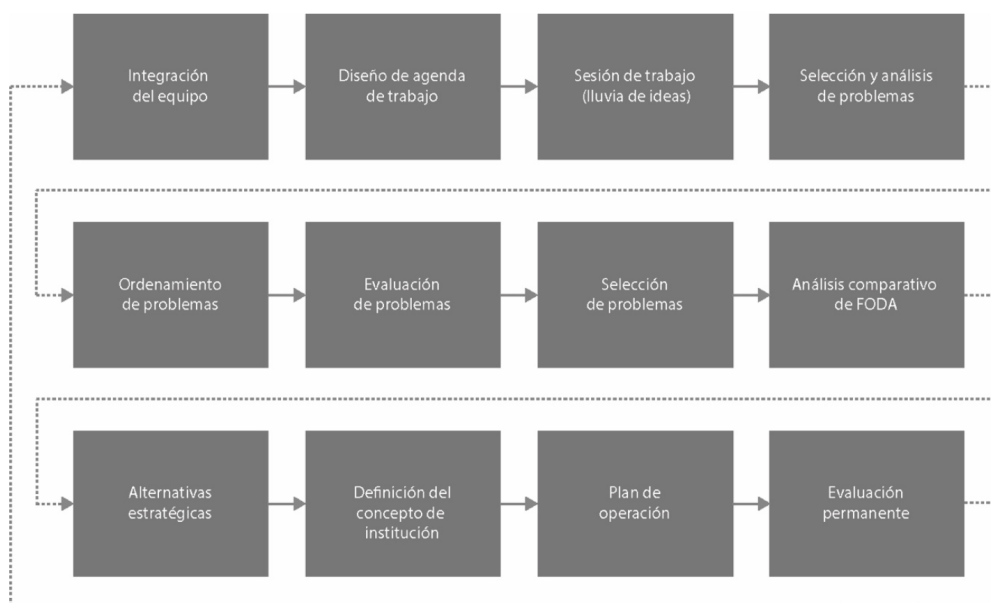 Integración
del equipo
Diseño de agenda
de trabajo
Sesión de trabajo
(lluvia de ideas)
Selección y análisis
de problemas
Ordenamiento
de problemas
Evaluación
de problemas
Selección
de problemas
Análisis comparativo
de FODA
Alternativas
estratégicas
Definición del
concepto de
institución
Plan de
operación
Evaluación
permanente